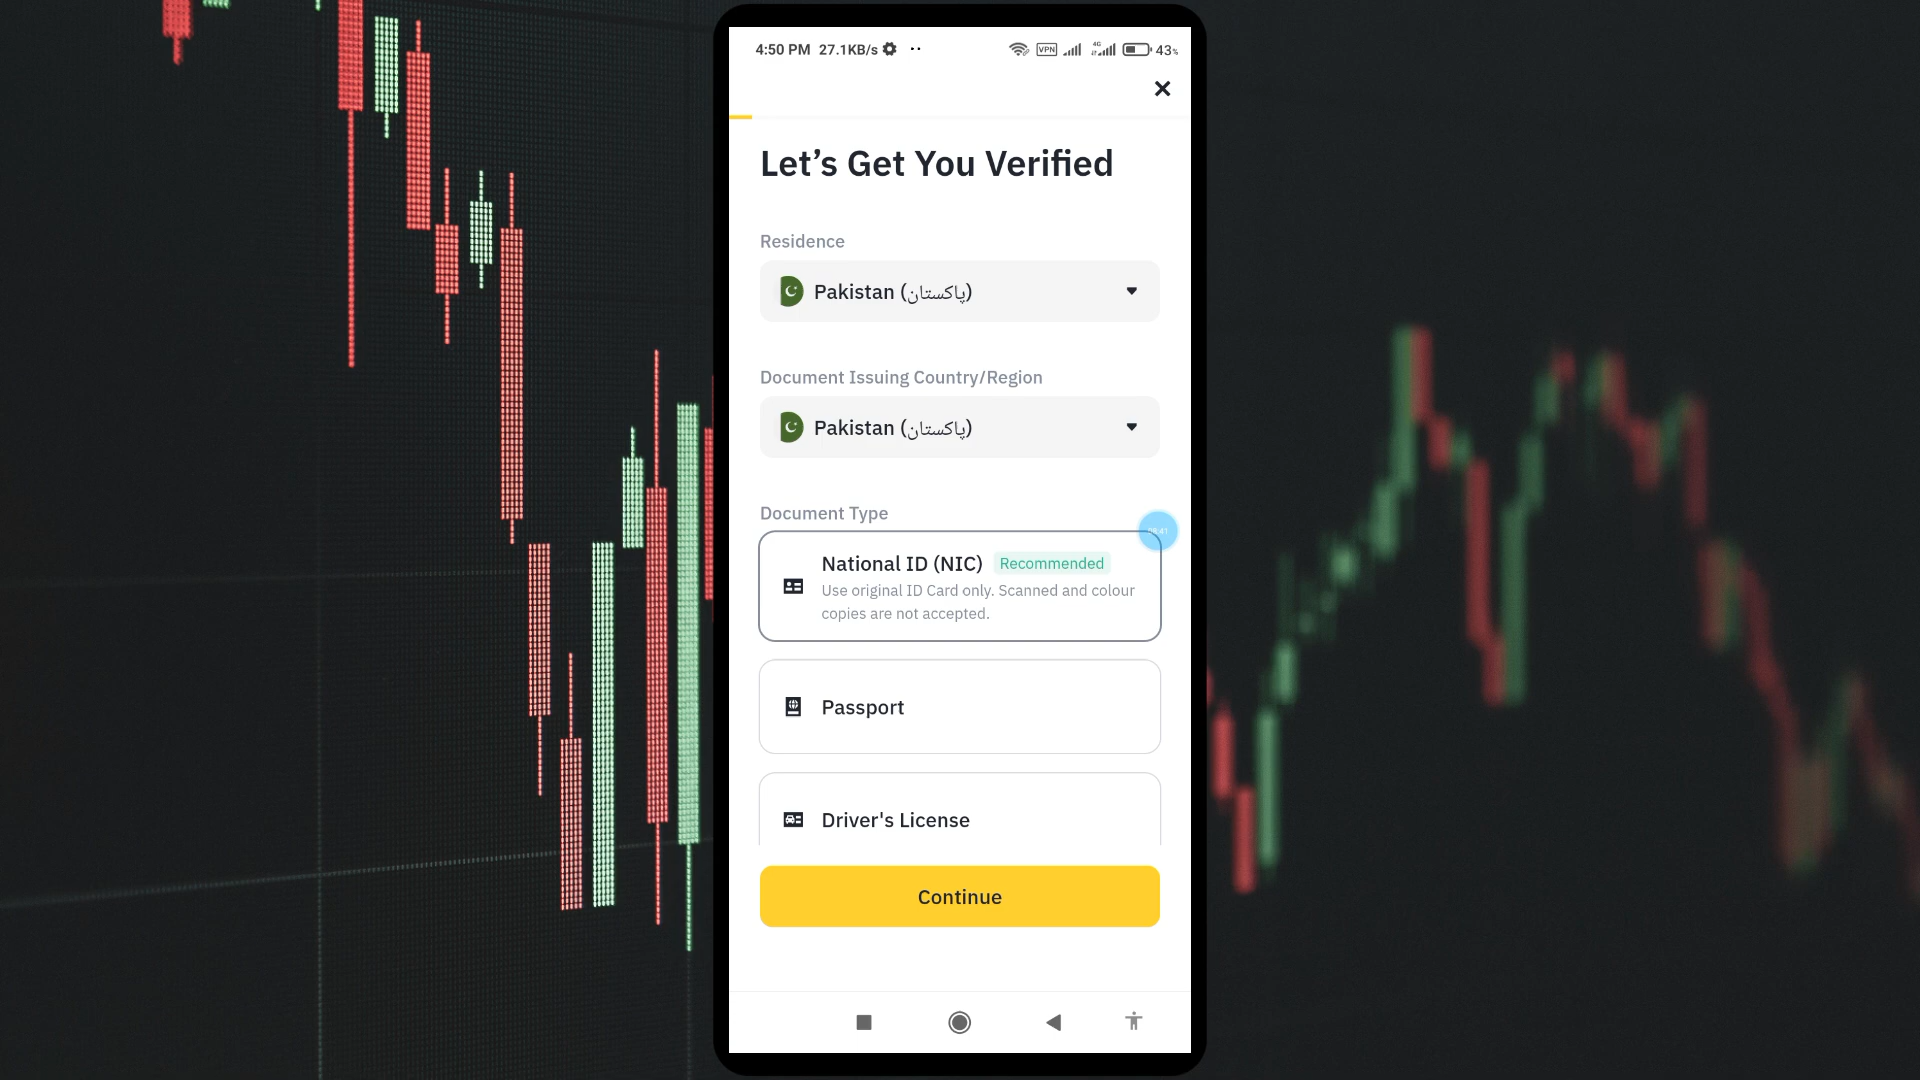 4:50 PM 27.1KB/s
VPN
4G
43%
Let's Get You Verified
Residence
Pakistan (پاکستان)
Document Issuing Country/Region
Pakistan (پاکستان)
Document Type
National ID (NIC) Recommended
Use original ID Card only. Scanned and colour
copies are not accepted.
Passport
Driver's License
Continue